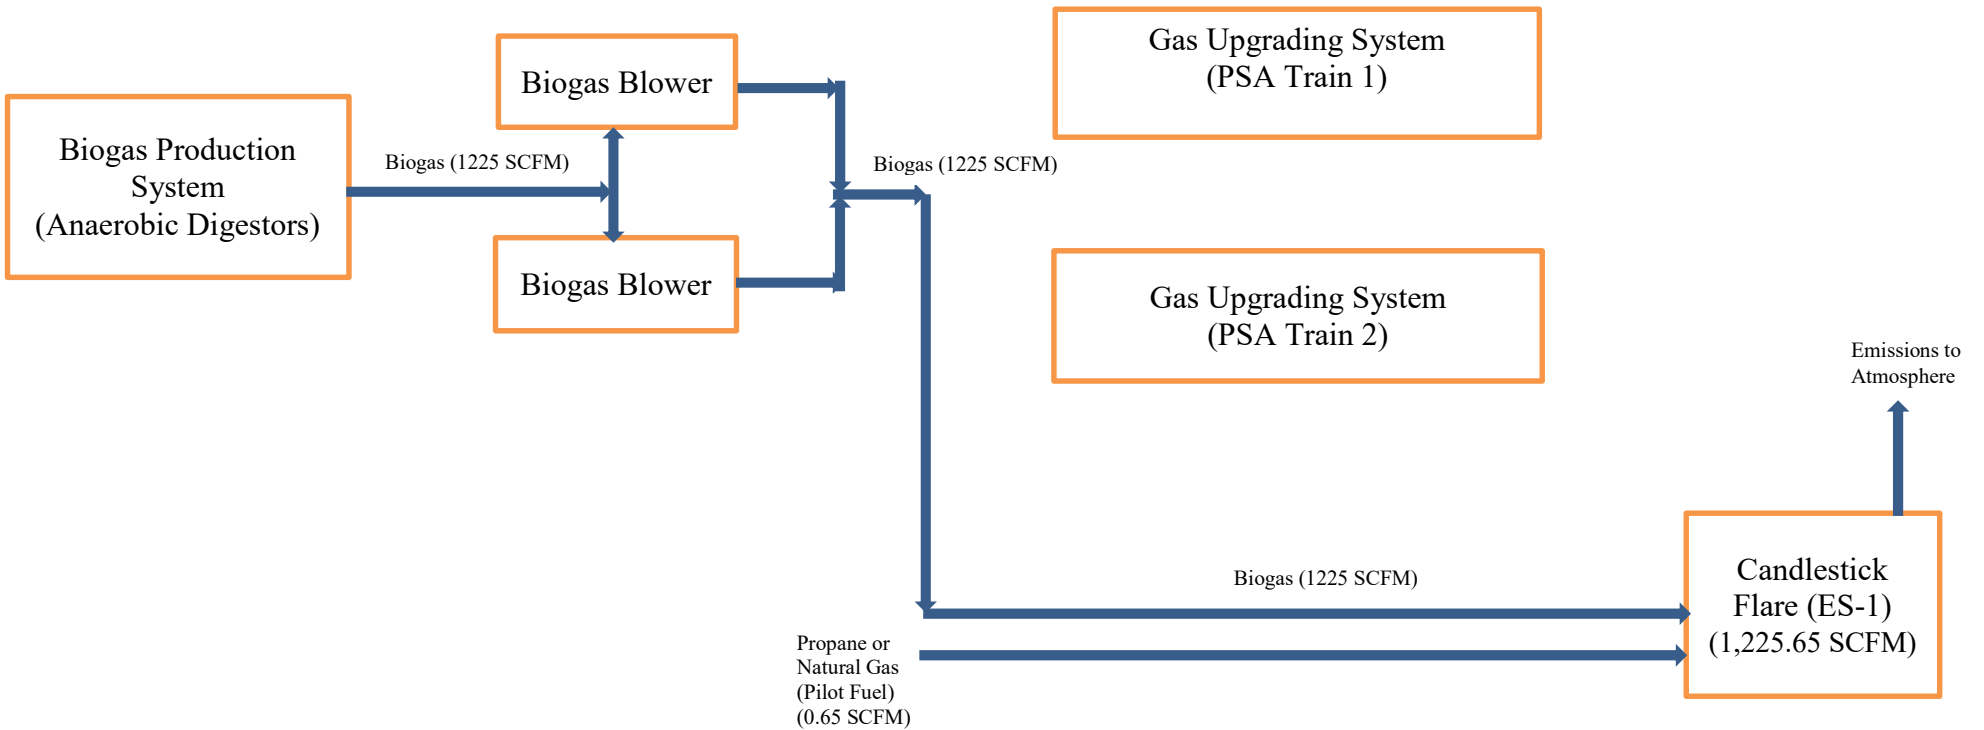 Biogas Production
System
(Anaerobic Digestors)
Biogas (1225 SCFM)
Biogas Blower
Biogas Blower
Biogas (1225 SCFM)
Gas Upgrading System
(PSA Train 1)
Gas Upgrading System
(PSA Train 2)
Emissions to
Atmosphere
Biogas (1225 SCFM)
Propane or
Natural Gas
(Pilot Fuel)
(0.65 SCFM)
Candlestick
Flare (ES-1)
(1,225.65 SCFM)